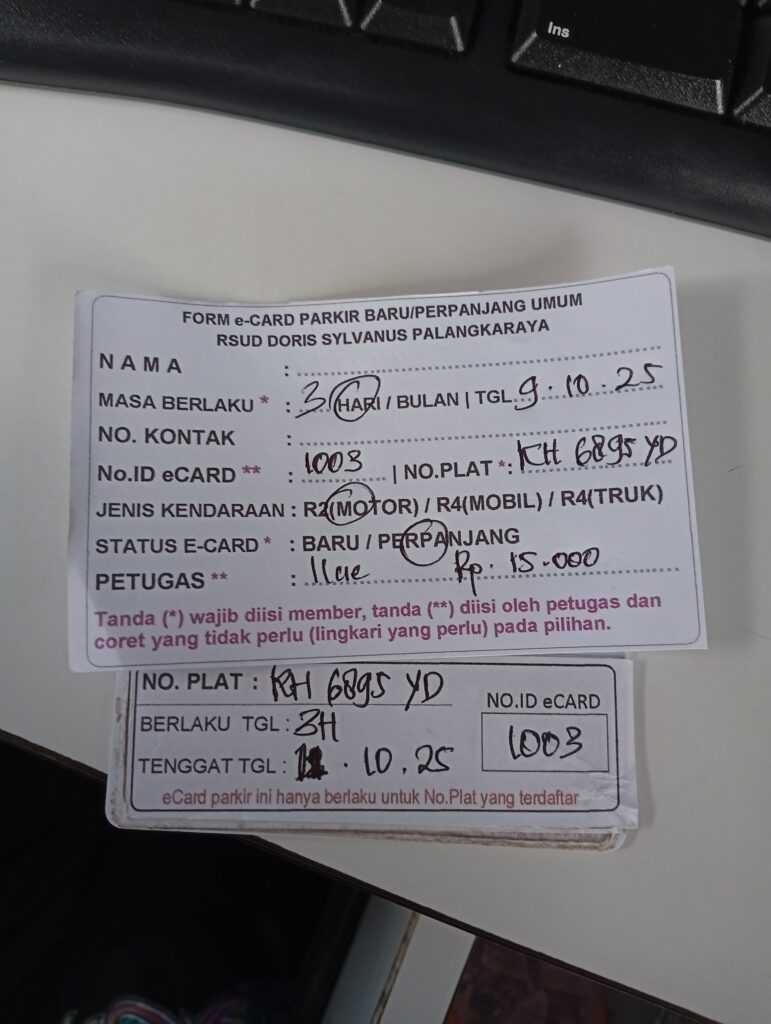 Ins
FORM e-CARD PARKIR BARU/PERPANJANG UMUM
RSUD DORIS SYLVANUS PALANGKARAYA
NAMA :
MASA BERLAKU * : 3 (HARI / BULAN | TGL. 9.10.25
NO. KONTAK :
No.ID eCARD ** : 1003 | NO.PLAT *: KH 6895 YD
JENIS KENDARAAN : R2(MOTOR) / R4(MOBIL) / R4(TRUK)
STATUS E-CARD * : BARU / PERPANJANG
PETUGAS ** : Rp. 15.000
Tanda (*) wajib diisi member, tanda (**) diisi oleh petugas dan
coret yang tidak perlu (lingkari yang perlu) pada pilihan.
NO. PLAT : KH 6895 YD
NO.ID eCARD
BERLAKU TGL : 3H
1003
TENGGAT TGL : . 10 . 25
eCard parkir ini hanya berlaku untuk No.Plat yang terdaftar